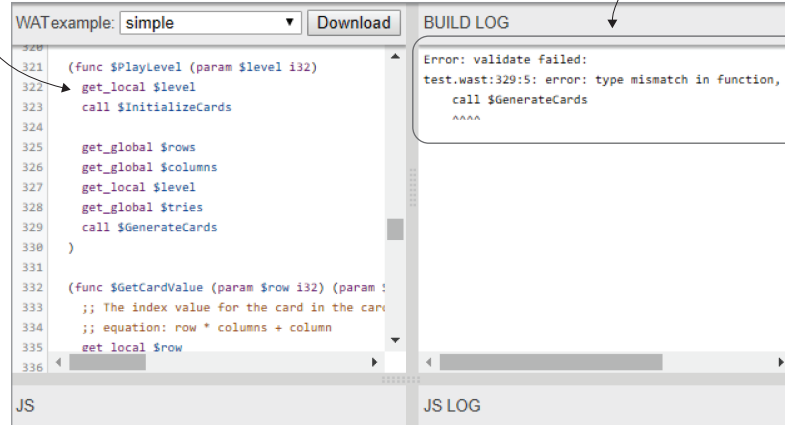 WAT example: simple Download
320
321 (func $PlayLevel (param $level i32)
322 get_local $level
323 call $InitializeCards
324
325 get_global $rows
326 get_global $columns
327 get_local $level
328 get_global $tries
329 call $GenerateCards
330 )
331
332 (func $GetCardValue (param $row i32) (param
333 ;; The index value for the card in the
334 ;; equation: row * columns + column
335 get_local $row
336
BUILD LOG
Error: validate failed:
test.wast:329:5: error: type mismatch in function,
call $GenerateCards
^^^^
JS
JS LOG